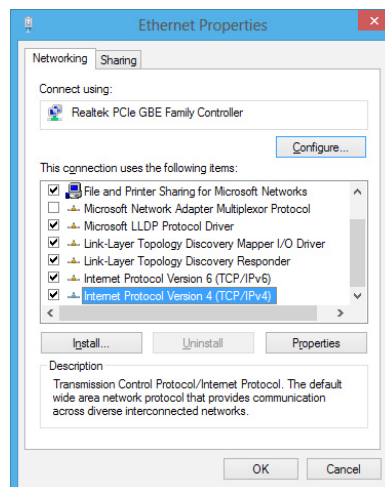 Ethernet Properties
Networking
Sharing
Connect using:
Realtek PCIe GBE Family Controller
Configure...
This connection uses the following items:
File and Printer Sharing for Microsoft Networks
Microsoft Network Adapter Multiplexor Protocol
Microsoft LLDP Protocol Driver
Link-Layer Topology Discovery Mapper I/O Driver
Link-Layer Topology Discovery Responder
Internet Protocol Version 6 (TCP/IPv6)
Internet Protocol Version 4 (TCP/IPv4)
Install...
Uninstall
Properties
Description
Transmission Control Protocol/Internet Protocol. The default
wide area network protocol that provides communication
across diverse interconnected networks.
OK
Cancel